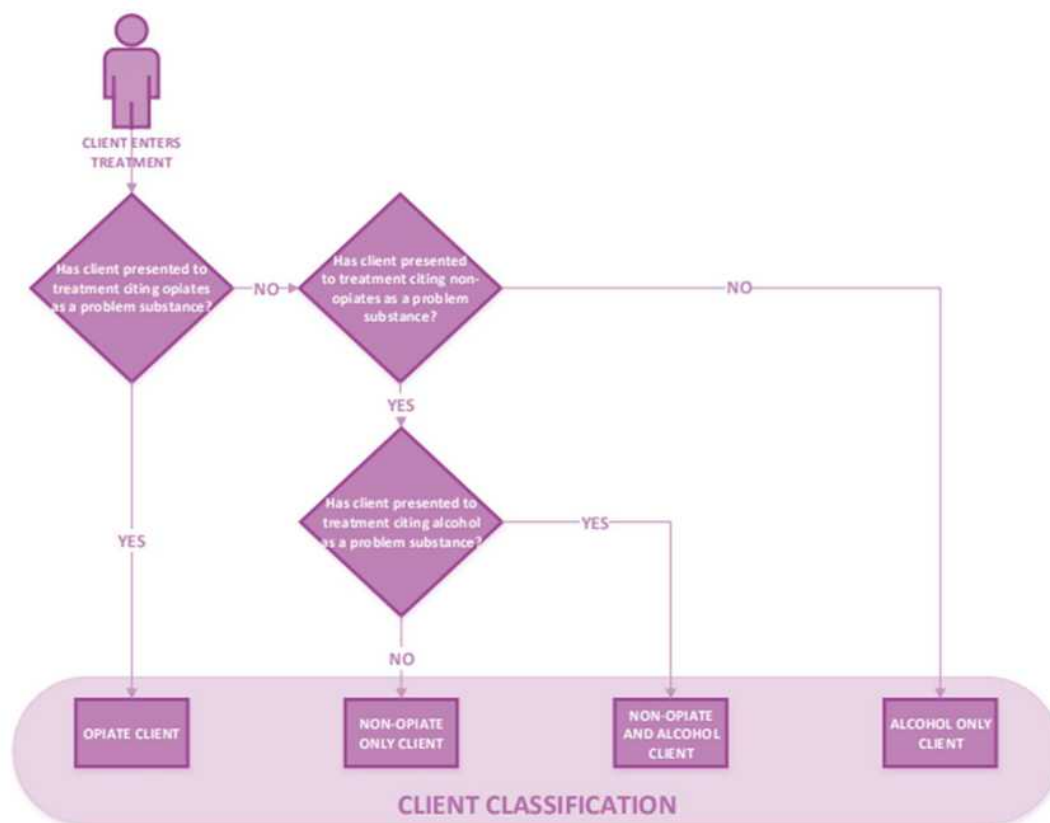 CLIENT ENTERS
TREATMENT
Has client presented to
treatment citing opiates
as a problem substance?
NO
Has client presented
to treatment citing non-
opiates as a problem
substance?
NO
YES
Has client presented to
treatment citing alcohol
as a problem substance?
YES
YES
NO
OPIATE CLIENT
NON-OPIATE
ONLY CLIENT
NON-OPIATE
AND ALCOHOL
CLIENT
ALCOHOL ONLY
CLIENT
CLIENT CLASSIFICATION